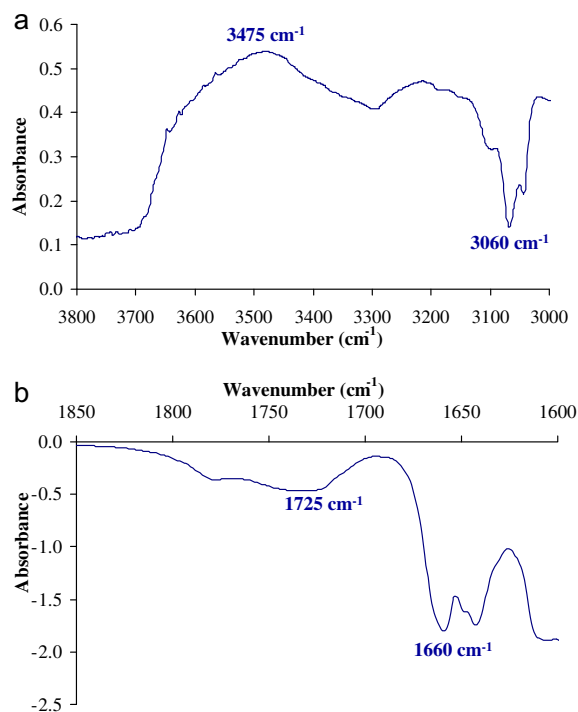 a
3475 cm-1
0.6
0.5
0.4
0.3
0.2
0.1
0.0
Absorbance
3060 cm-1
3800 3700 3600 3500 3400 3300 3200 3100 3000
Wavenumber (cm-1)
b
Wavenumber (cm-1)
1850 1800 1750 1700 1650 1600
0.0
-0.5
-1.0
-1.5
-2.0
-2.5
Absorbance
1725 cm-1
1660 cm-1